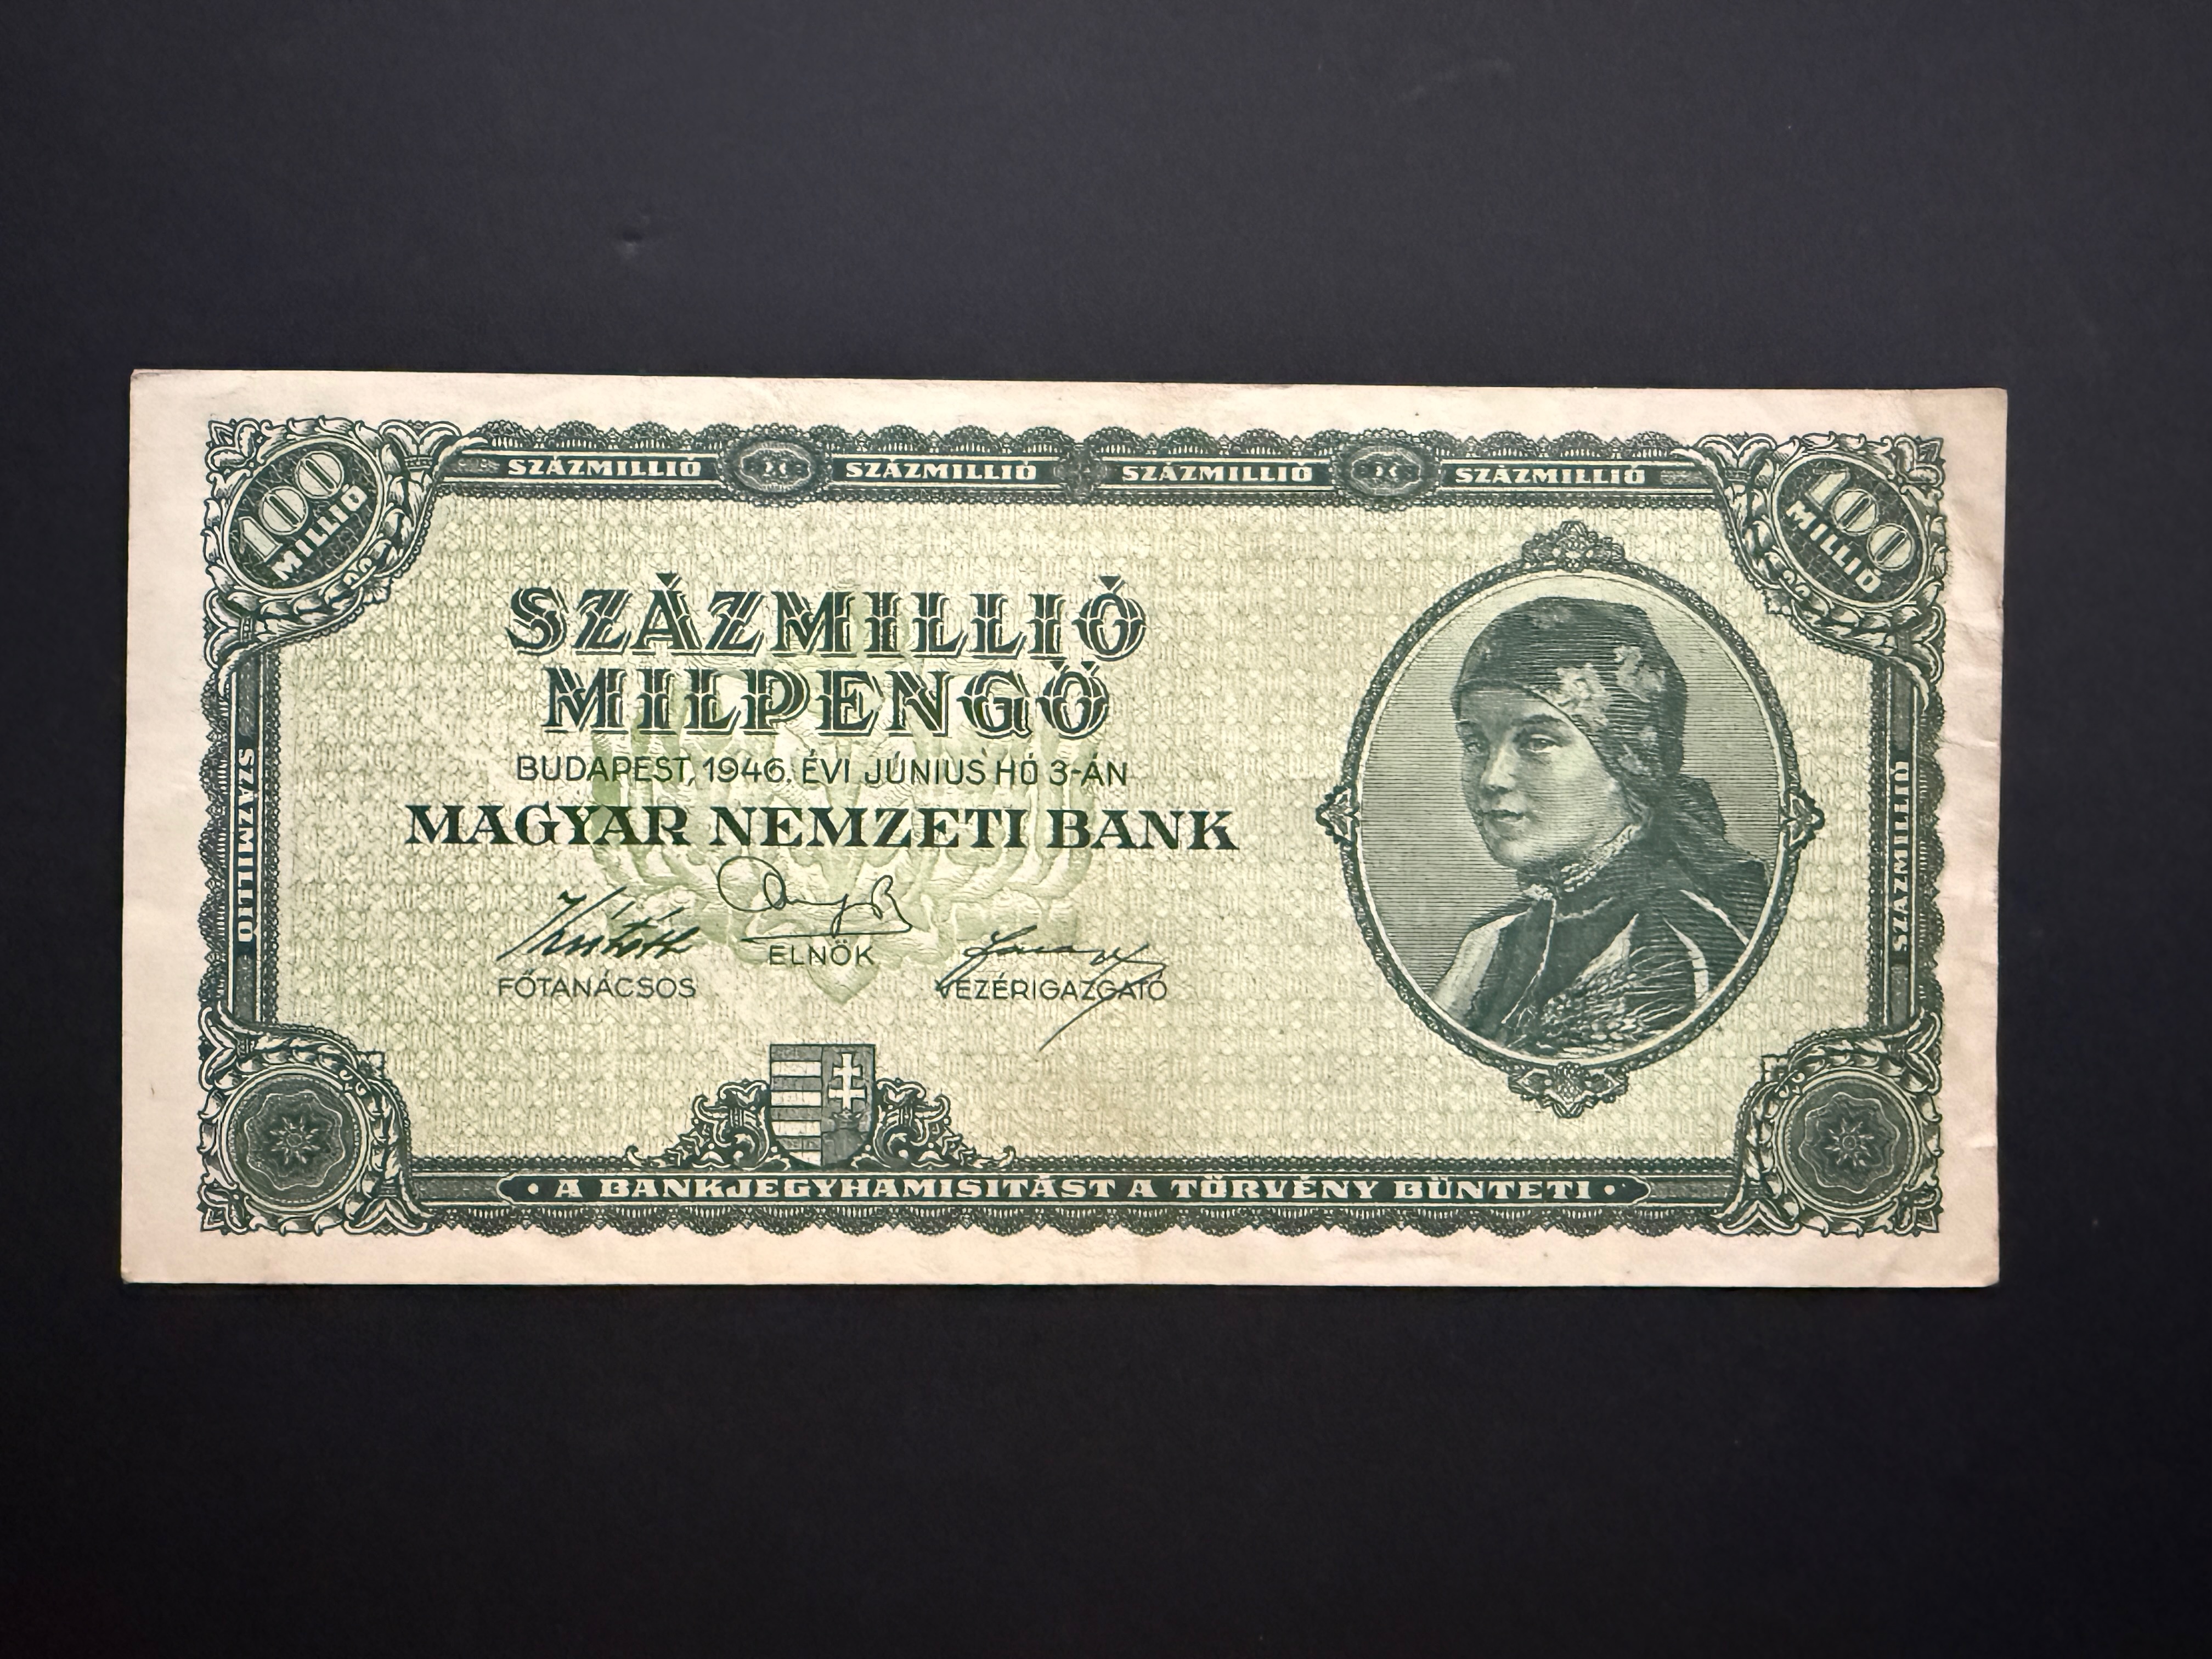 100
MILLIÓ
SZÁZMILLIÓ SZÁZMILLIÓ SZÁZMILLIÓ SZÁZMILLIÓ
100
MILLIÓ
SZÁZMILLIÓ
MILPENGŐ
BUDAPEST, 1946. ÉVI JÚNIUS HÓ 3-ÁN
MAGYAR NEMZETI BANK
FŐTANÁCSOS
ELNÖK
VEZÉRIGAZGATÓ
SZÁZMILLIÓ
SZÁZMILLIÓ
• A BANKJEGYHAMISITÁST A TÖRVÉNY BÜNTETI •